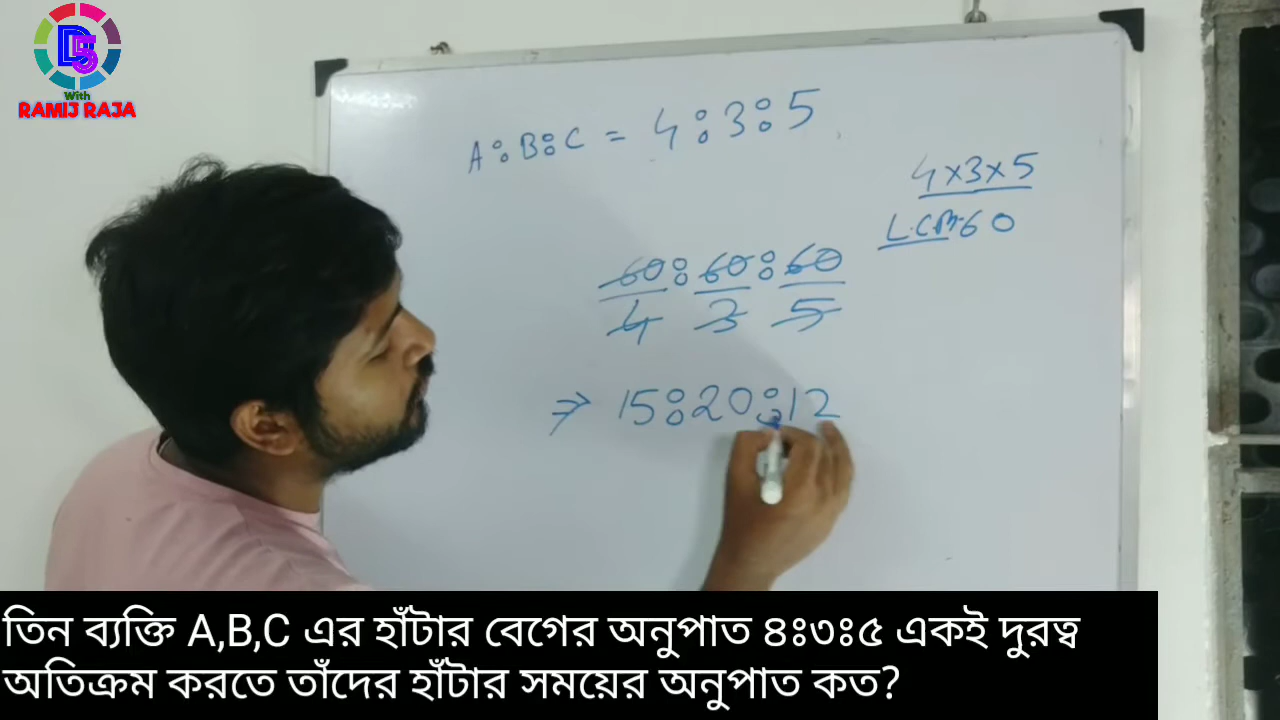 DS
With
RAMIJ RAJA
A:B:C = 4:3:5
4×3×5
L.C.M. 60
60/4 : 60/3 : 60/5
⇒ 15:20:12
তিন ব্যক্তি A,B,C এর হাঁটার বেগের অনুপাত ৪ঃ৩ঃ৫ একই দুরত্ব
অতিক্রম করতে তাঁদের হাঁটার সময়ের অনুপাত কত?